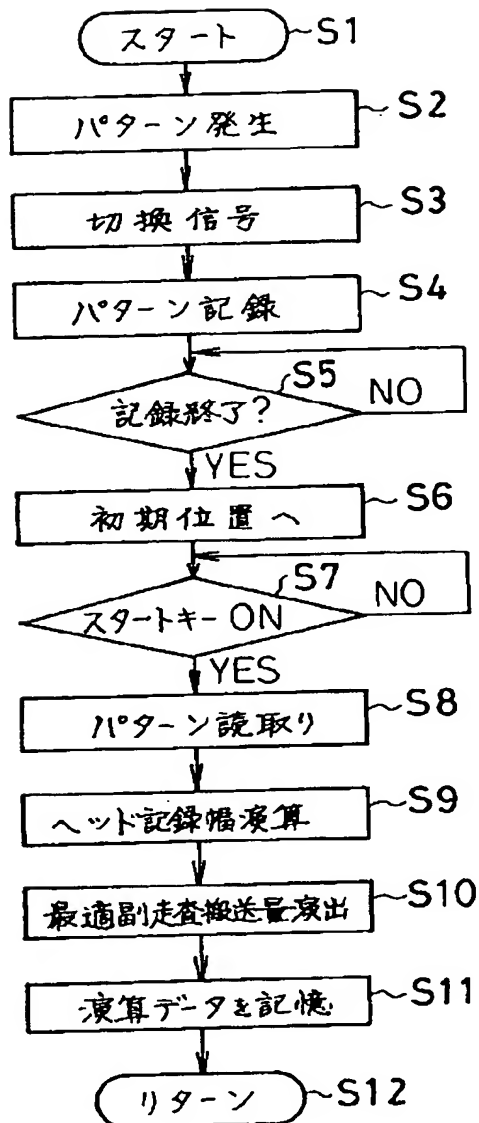 スタート S1
パターン発生 S2
切換信号 S3
パターン記録 S4
S5
記録終了? NO
YES
初期位置へ S6
S7
スタートキーON NO
YES
パターン読取り S8
ヘッド記録幅演算 S9
最適副走査搬送量演出 S10
演算データを記憶 S11
リターン S12